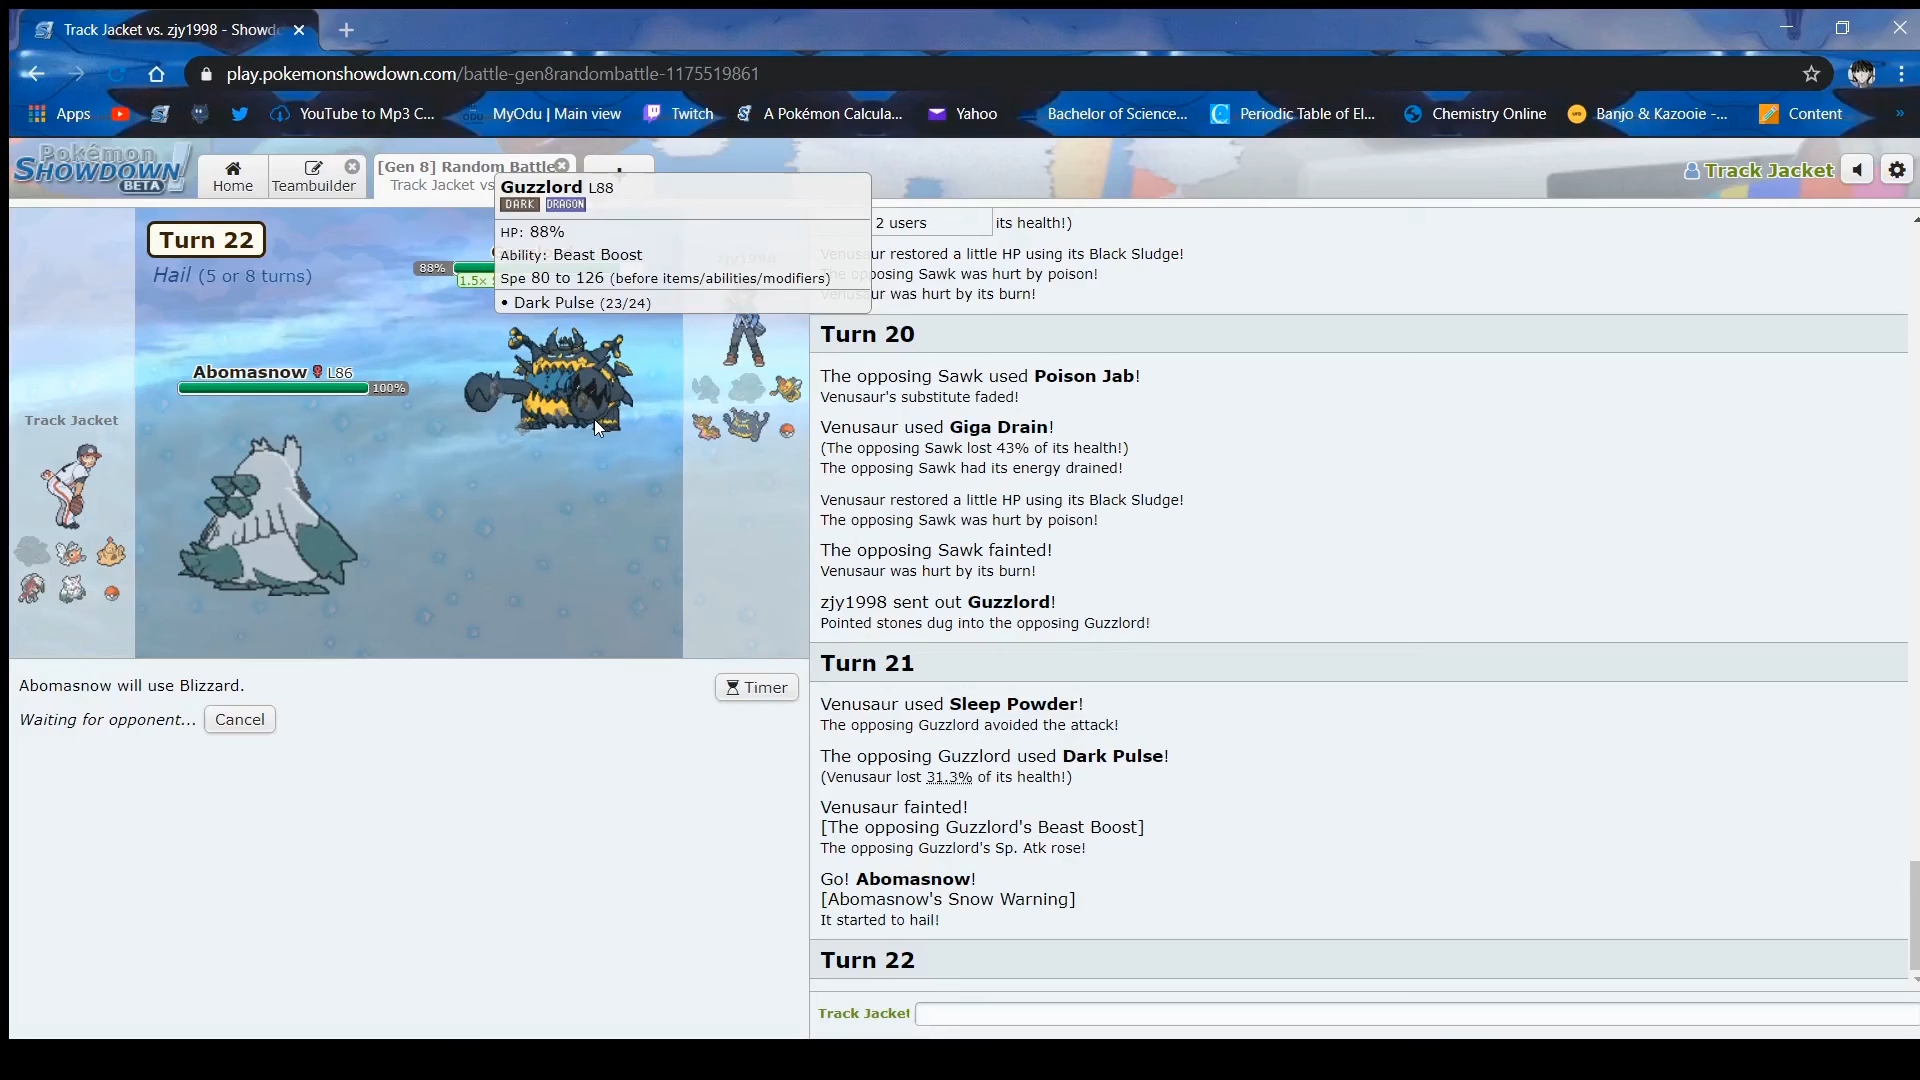 Track Jacket vs. zjy1998 - Showd
play.pokemonshowdown.com/battle-gen8randombattle-1175519861
Apps
YouTube to Mp3 C...
MyOdu | Main view
Twitch
A Pokémon Calcula...
Yahoo
Bachelor of Science...
Periodic Table of El...
Chemistry Online
Banjo & Kazooie -...
Content
»
Pokémon
SHOWDOWN!
BETA
Home
Teambuilder
[Gen 8] Random Battle
Track Jacket vs
Track Jacket
Guzzlord L88
DARK DRAGON
HP: 88%
Ability: Beast Boost
Spe 80 to 126 (before items/abilities/modifiers)
• Dark Pulse (23/24)
Turn 22
Hail (5 or 8 turns)
88%
1.5×
zjy1998
Abomasnow L86
100%
Track Jacket
Abomasnow will use Blizzard.
Waiting for opponent... Cancel
Timer
2 users
its health!)
Venusaur restored a little HP using its Black Sludge!
The opposing Sawk was hurt by poison!
Venusaur was hurt by its burn!
Turn 20
The opposing Sawk used Poison Jab!
Venusaur's substitute faded!
Venusaur used Giga Drain!
(The opposing Sawk lost 43% of its health!)
The opposing Sawk had its energy drained!
Venusaur restored a little HP using its Black Sludge!
The opposing Sawk was hurt by poison!
The opposing Sawk fainted!
Venusaur was hurt by its burn!
zjy1998 sent out Guzzlord!
Pointed stones dug into the opposing Guzzlord!
Turn 21
Venusaur used Sleep Powder!
The opposing Guzzlord avoided the attack!
The opposing Guzzlord used Dark Pulse!
(Venusaur lost 31.3% of its health!)
Venusaur fainted!
[The opposing Guzzlord's Beast Boost]
The opposing Guzzlord's Sp. Atk rose!
Go! Abomasnow!
[Abomasnow's Snow Warning]
It started to hail!
Turn 22
Track Jacket